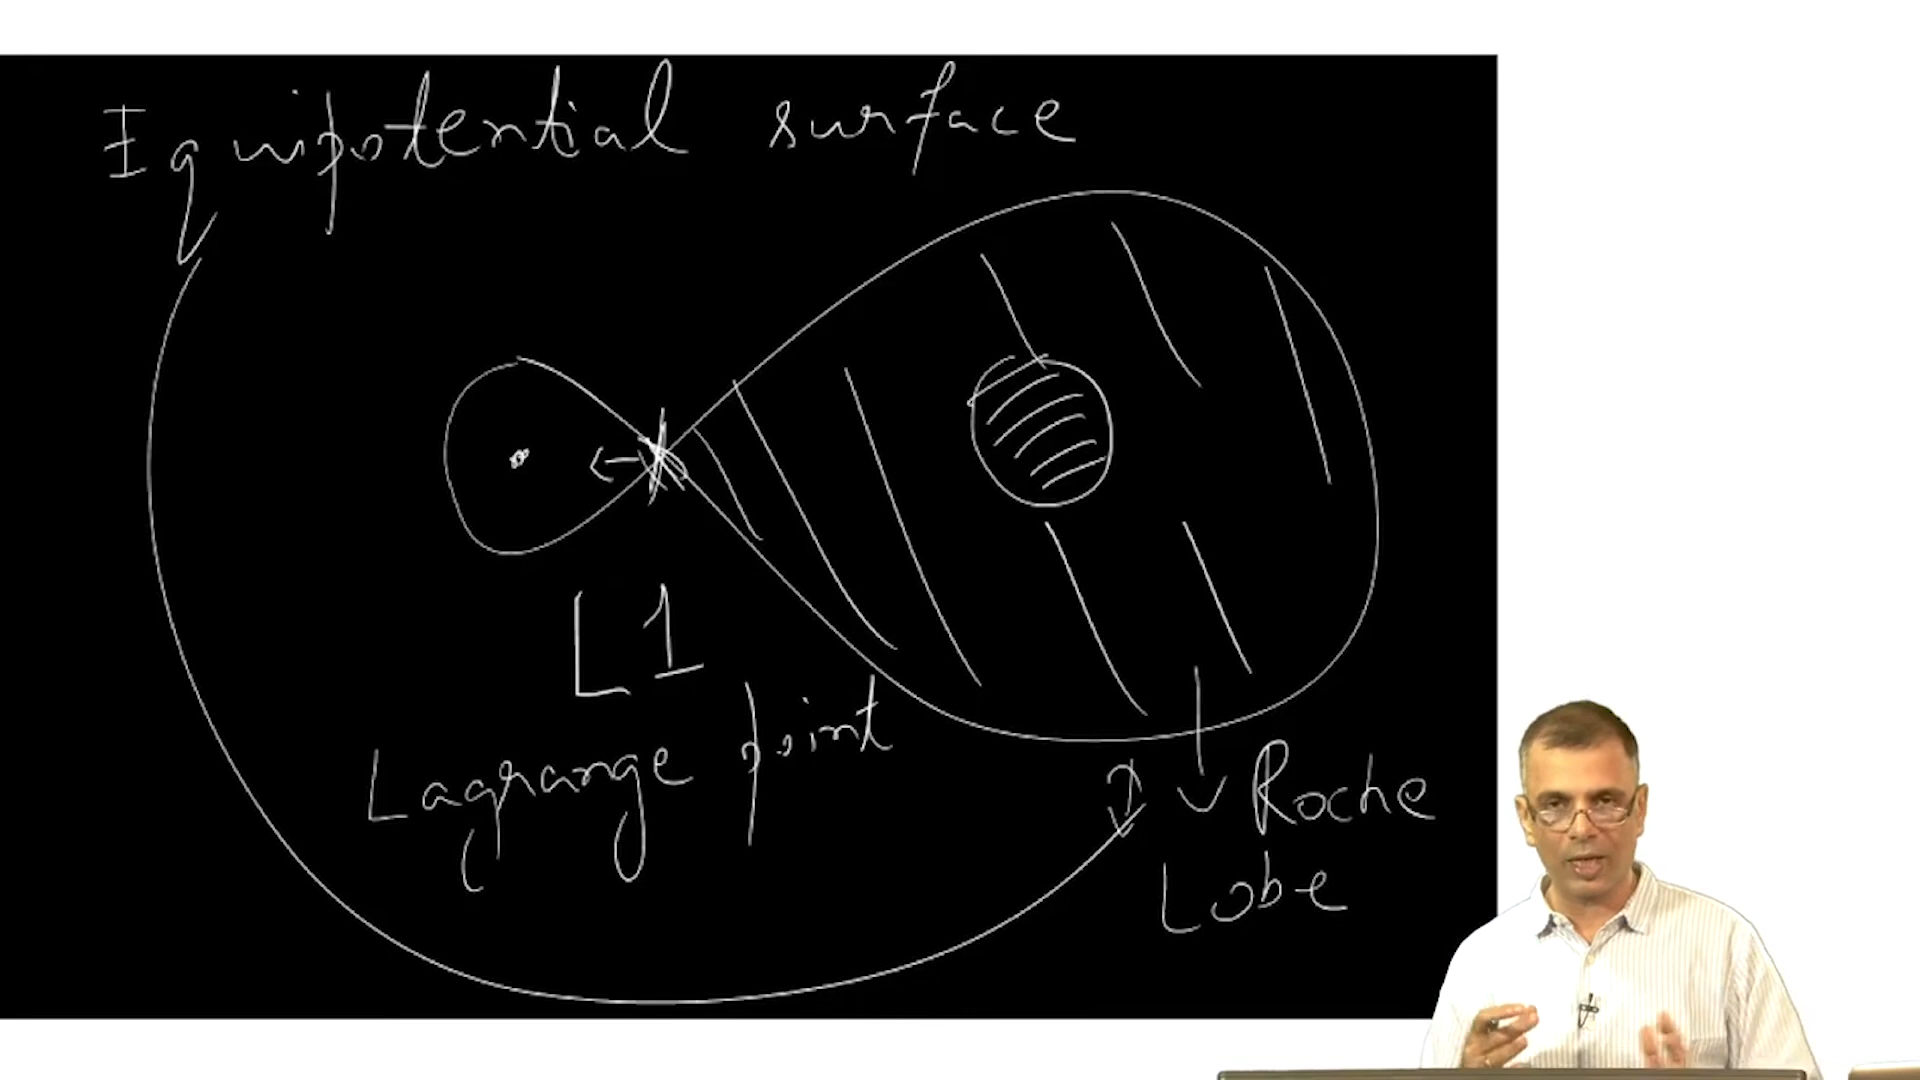 Equipotential surface
L1
Lagrange point
Roche
Lobe